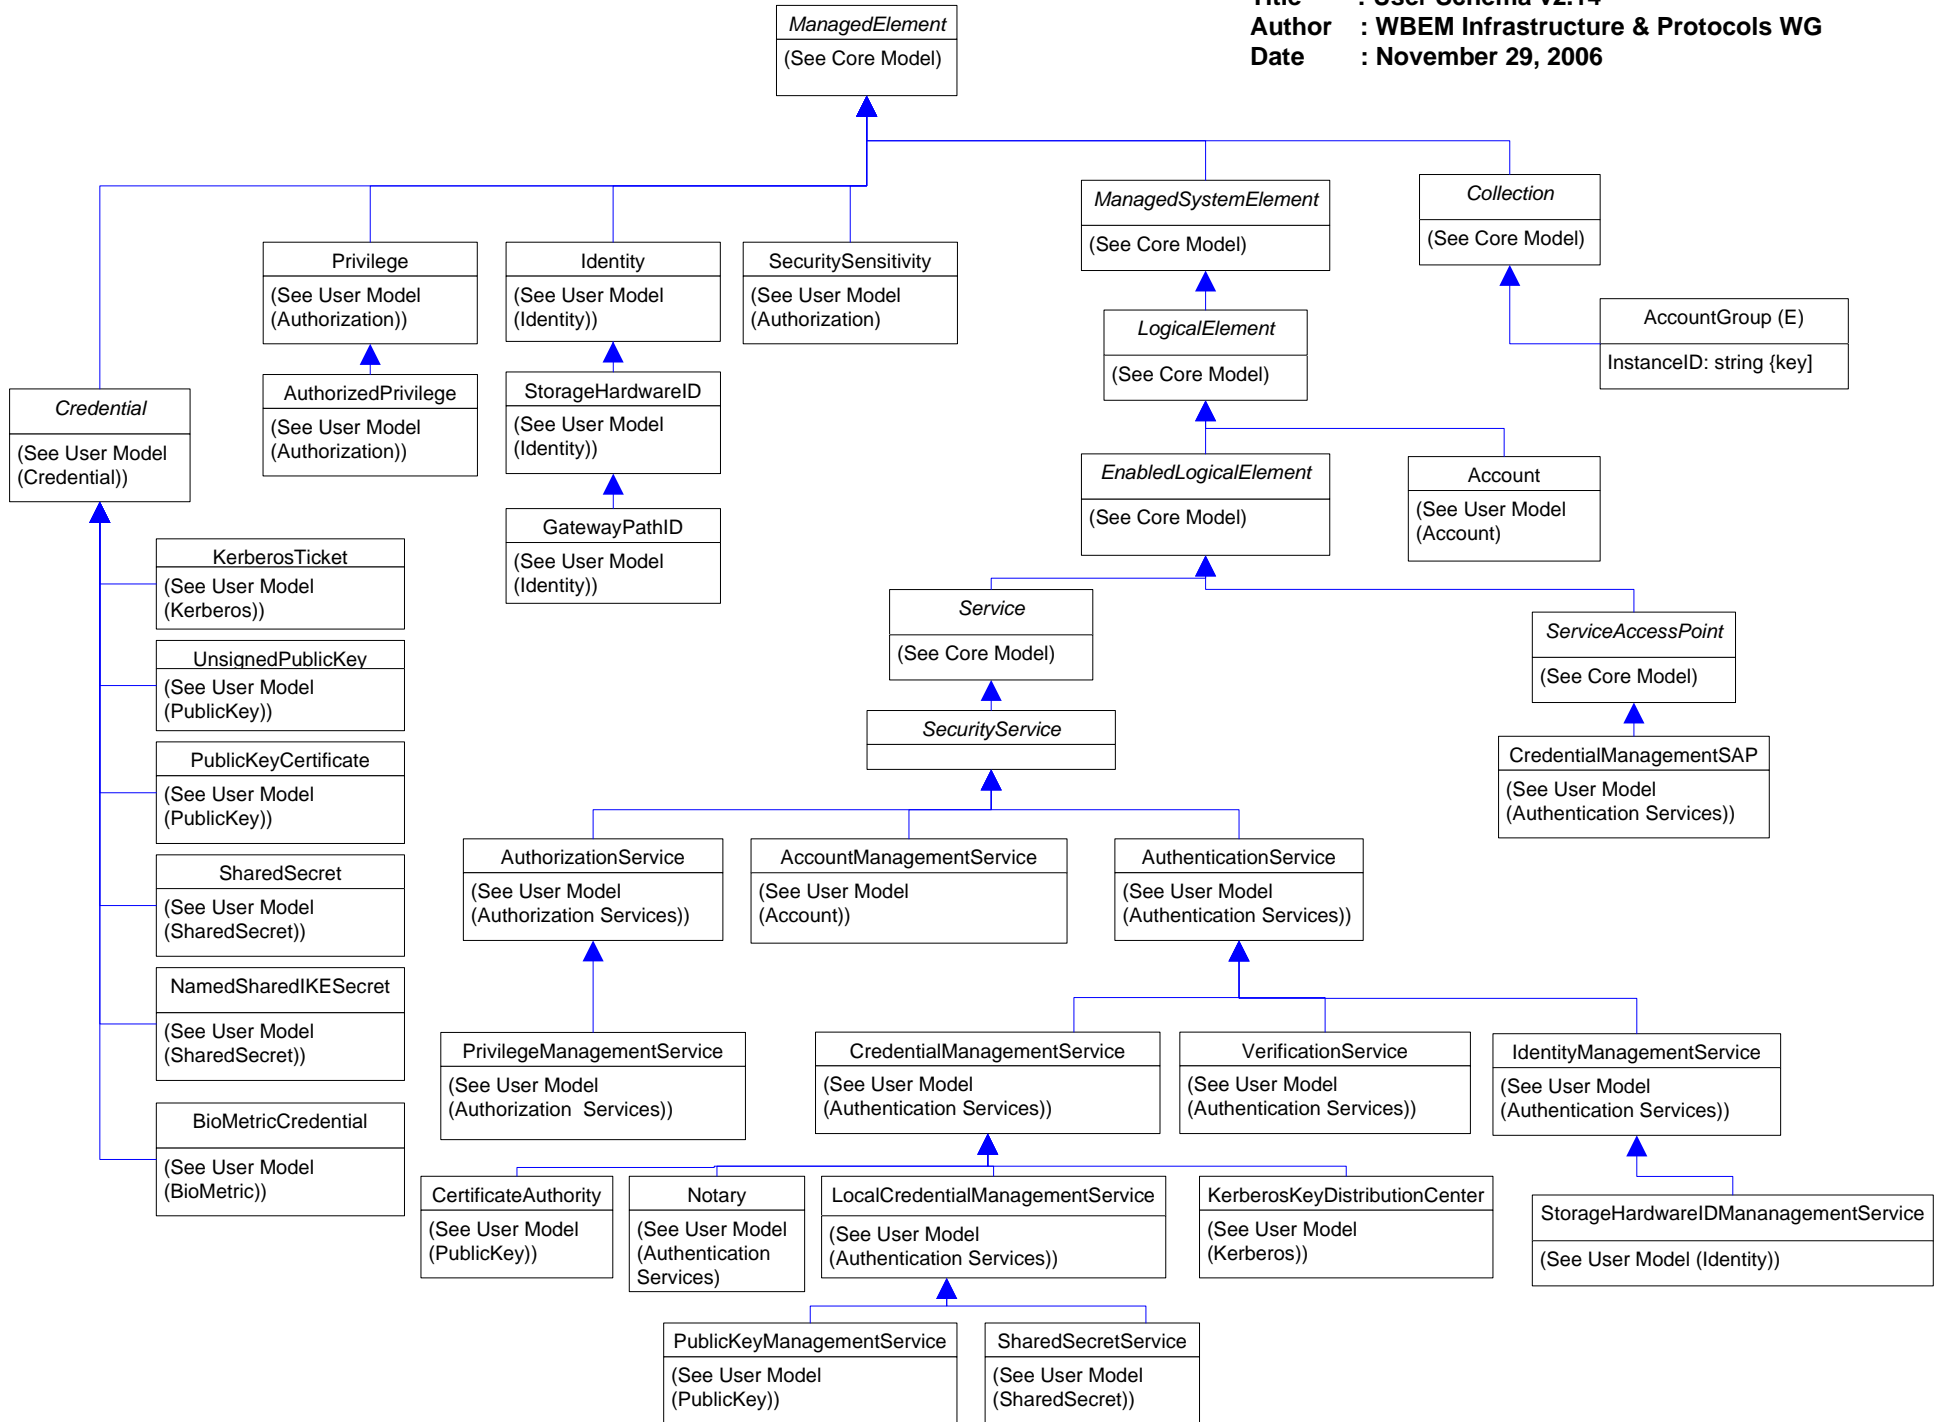 Title : User Schema v2.14
Author : WBEM Infrastructure & Protocols WG
Date : November 29, 2006
ManagedElement
(See Core Model)
ManagedSystemElement
(See Core Model)
Collection
(See Core Model)
Privilege
(See User Model
(Authorization))
Identity
(See User Model
(Identity))
SecuritySensitivity
(See User Model
(Authorization)
AccountGroup (E)
InstanceID: string {key]
LogicalElement
(See Core Model)
Credential
(See User Model
(Credential))
AuthorizedPrivilege
(See User Model
(Authorization))
StorageHardwareID
(See User Model
(Identity))
EnabledLogicalElement
(See Core Model)
Account
(See User Model
(Account)
GatewayPathID
(See User Model
(Identity))
KerberosTicket
(See User Model
(Kerberos))
UnsignedPublicKey
(See User Model
(PublicKey))
PublicKeyCertificate
(See User Model
(PublicKey))
SharedSecret
(See User Model
(SharedSecret))
NamedSharedIKESecret
(See User Model
(SharedSecret))
BioMetricCredential
(See User Model
(BioMetric))
Service
(See Core Model)
ServiceAccessPoint
(See Core Model)
SecurityService
CredentialManagementSAP
(See User Model
(Authentication Services))
AuthorizationService
(See User Model
(Authorization Services))
AccountManagementService
(See User Model
(Account))
AuthenticationService
(See User Model
(Authentication Services))
PrivilegeManagementService
(See User Model
(Authorization  Services))
CredentialManagementService
(See User Model
(Authentication Services))
VerificationService
(See User Model
(Authentication Services))
IdentityManagementService
(See User Model
(Authentication Services))
CertificateAuthority
(See User Model
(PublicKey))
Notary
(See User Model
(Authentication
Services)
LocalCredentialManagementService
(See User Model
(Authentication Services))
KerberosKeyDistributionCenter
(See User Model
(Kerberos))
StorageHardwareIDMananagementService
(See User Model (Identity))
PublicKeyManagementService
(See User Model
(PublicKey))
SharedSecretService
(See User Model
(SharedSecret))